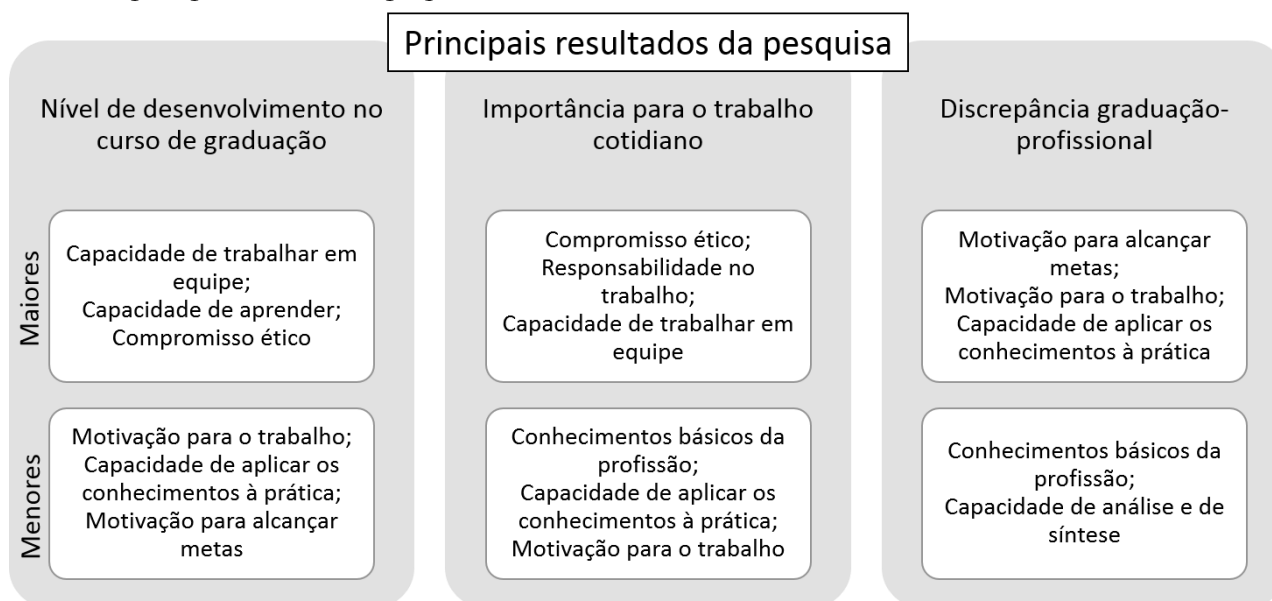 Principais resultados da pesquisa
Nível de desenvolvimento no
curso de graduação
Importância para o trabalho
cotidiano
Discrepância graduação-
profissional
Maiores
Capacidade de trabalhar em
equipe;
Capacidade de aprender;
Compromisso ético
Compromisso ético;
Responsabilidade no
trabalho;
Capacidade de trabalhar em
equipe
Motivação para alcançar
metas;
Motivação para o trabalho;
Capacidade de aplicar os
conhecimentos à prática
Menores
Motivação para o trabalho;
Capacidade de aplicar os
conhecimentos à prática;
Motivação para alcançar
metas
Conhecimentos básicos da
profissão;
Capacidade de aplicar os
conhecimentos à prática;
Motivação para o trabalho
Conhecimentos básicos da
profissão;
Capacidade de análise e de
síntese